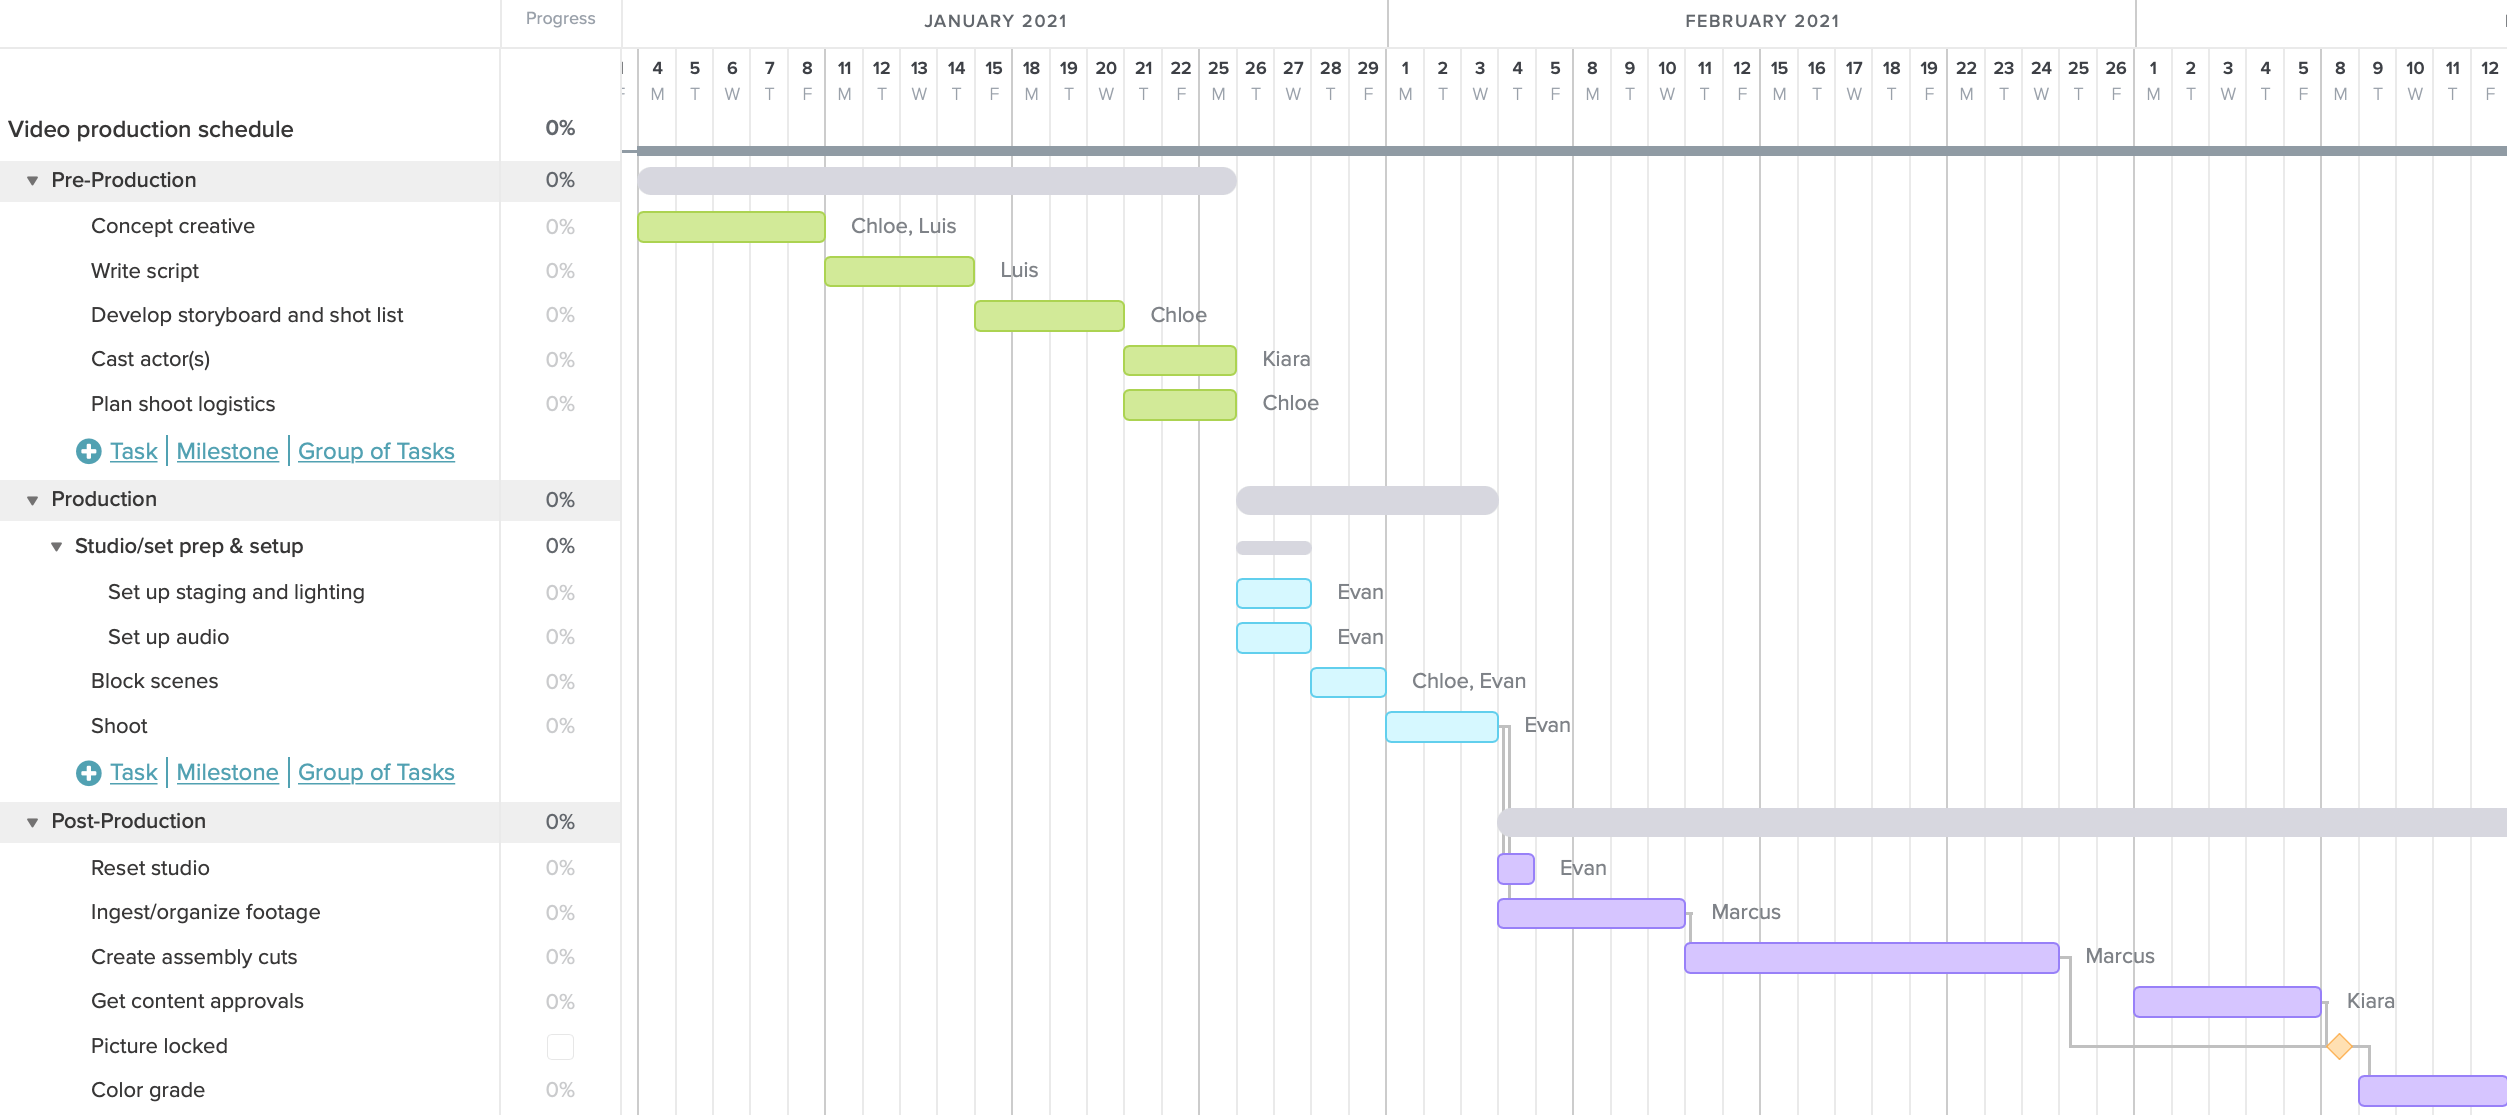 Progress
JANUARY 2021
FEBRUARY 2021
4 5 6 7 8 11 12 13 14 15 18 19 20 21 22 25 26 27 28 29 1 2 3 4 5 8 9 10 11 12 15 16 17 18 19 22 23 24 25 26 1 2 3 4 5 8 9 10 11 12
F M T W T F M T W T F M T W T F M T W T F M T W T F M T W T F M T W T F M T W T F M T W T F M T W T F
Video production schedule 0%
Pre-Production 0%
Concept creative 0% Chloe, Luis
Write script 0% Luis
Develop storyboard and shot list 0% Chloe
Cast actor(s) 0% Kiara
Plan shoot logistics 0% Chloe
Task | Milestone | Group of Tasks
Production 0%
Studio/set prep & setup 0%
Set up staging and lighting 0% Evan
Set up audio 0% Evan
Block scenes 0% Chloe, Evan
Shoot 0% Evan
Task | Milestone | Group of Tasks
Post-Production 0%
Reset studio 0% Evan
Ingest/organize footage 0% Marcus
Create assembly cuts 0% Marcus
Get content approvals 0% Kiara
Picture locked
Color grade 0%